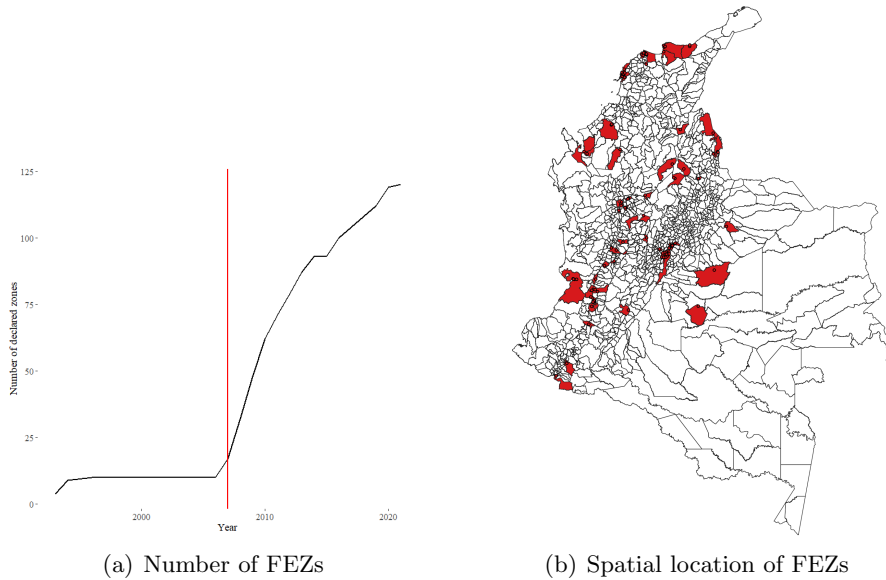 125
100
75
50
25
0
Number of declared zones
2000 2010 2020
Year
(a) Number of FEZs
(b) Spatial location of FEZs